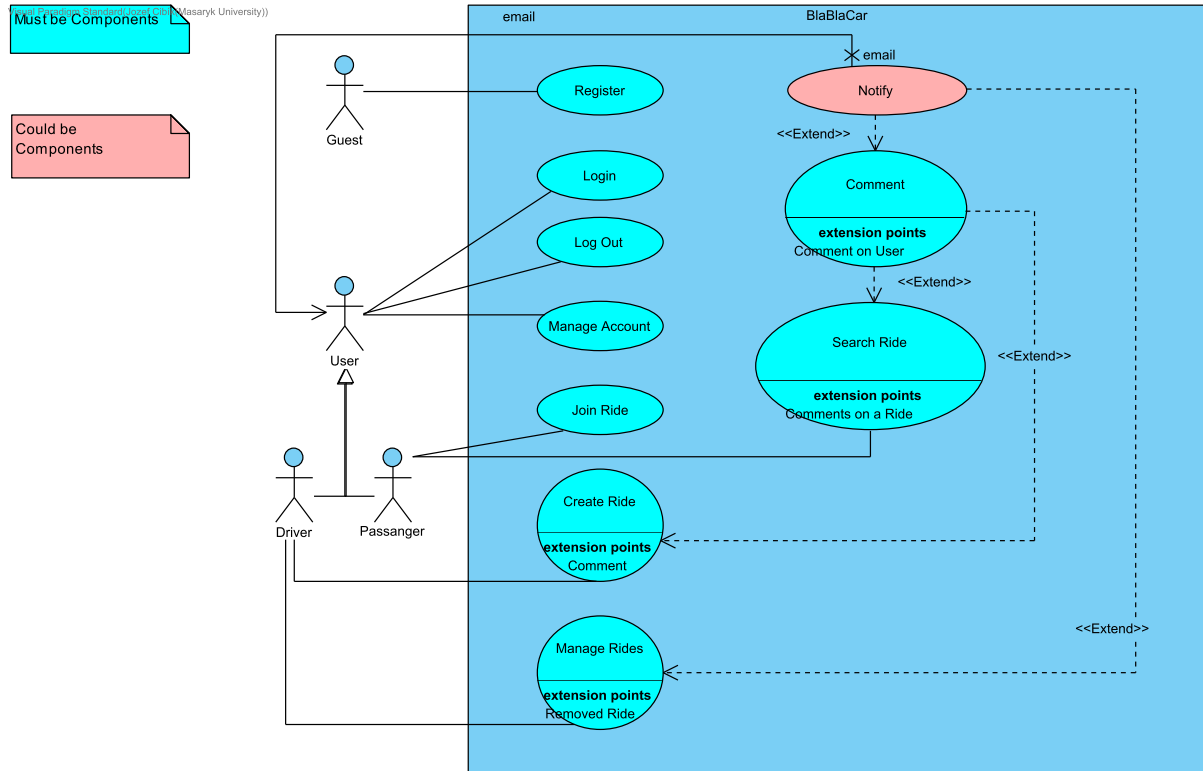 Visual Paradigm Standard(Jozef Cibik(Masaryk University))
Must be Components
email
BlaBlaCar
email
Guest
Register
Notify
Could be
Components
<<Extend>>
Login
Comment
extension points
Comment on User
Log Out
<<Extend>>
User
Manage Account
Search Ride
extension points
Comments on a Ride
<<Extend>>
Join Ride
Driver
Passanger
Create Ride
extension points
Comment
<<Extend>>
Manage Rides
extension points
Removed Ride